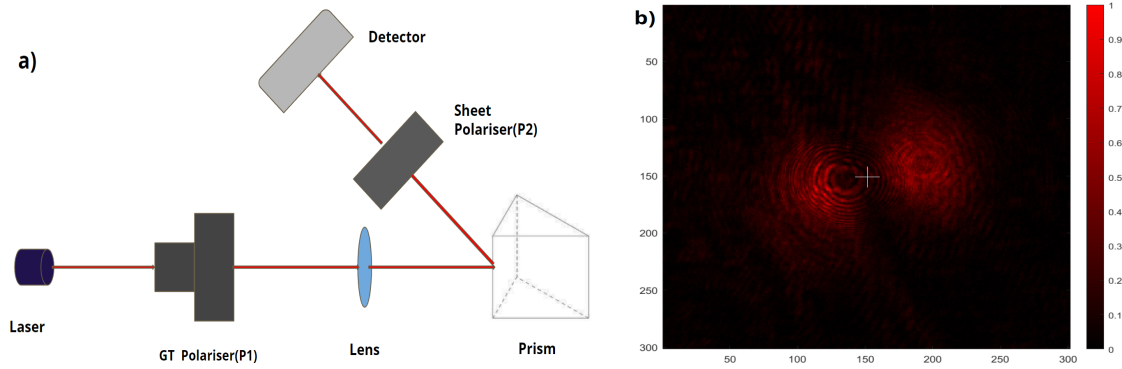 a)
Detector
Sheet
Polariser(P2)
Laser
GT Polariser(P1)
Lens
Prism
b)
50
100
150
200
250
300
50
100
150
200
250
300
1
0.9
0.8
0.7
0.6
0.5
0.4
0.3
0.2
0.1
0